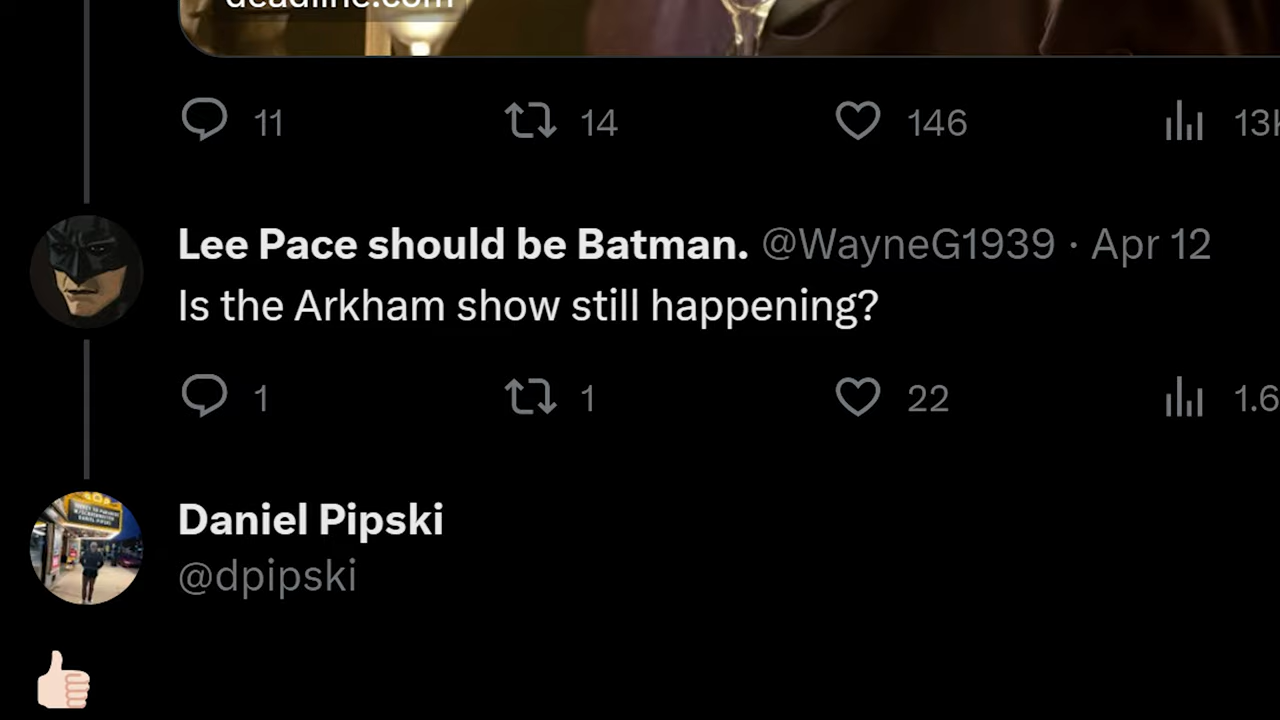 deadline.com
11 14 146 13K
Lee Pace should be Batman. @WayneG1939 · Apr 12
Is the Arkham show still happening?
1 1 22 1.6
Daniel Pipski
@dpipski